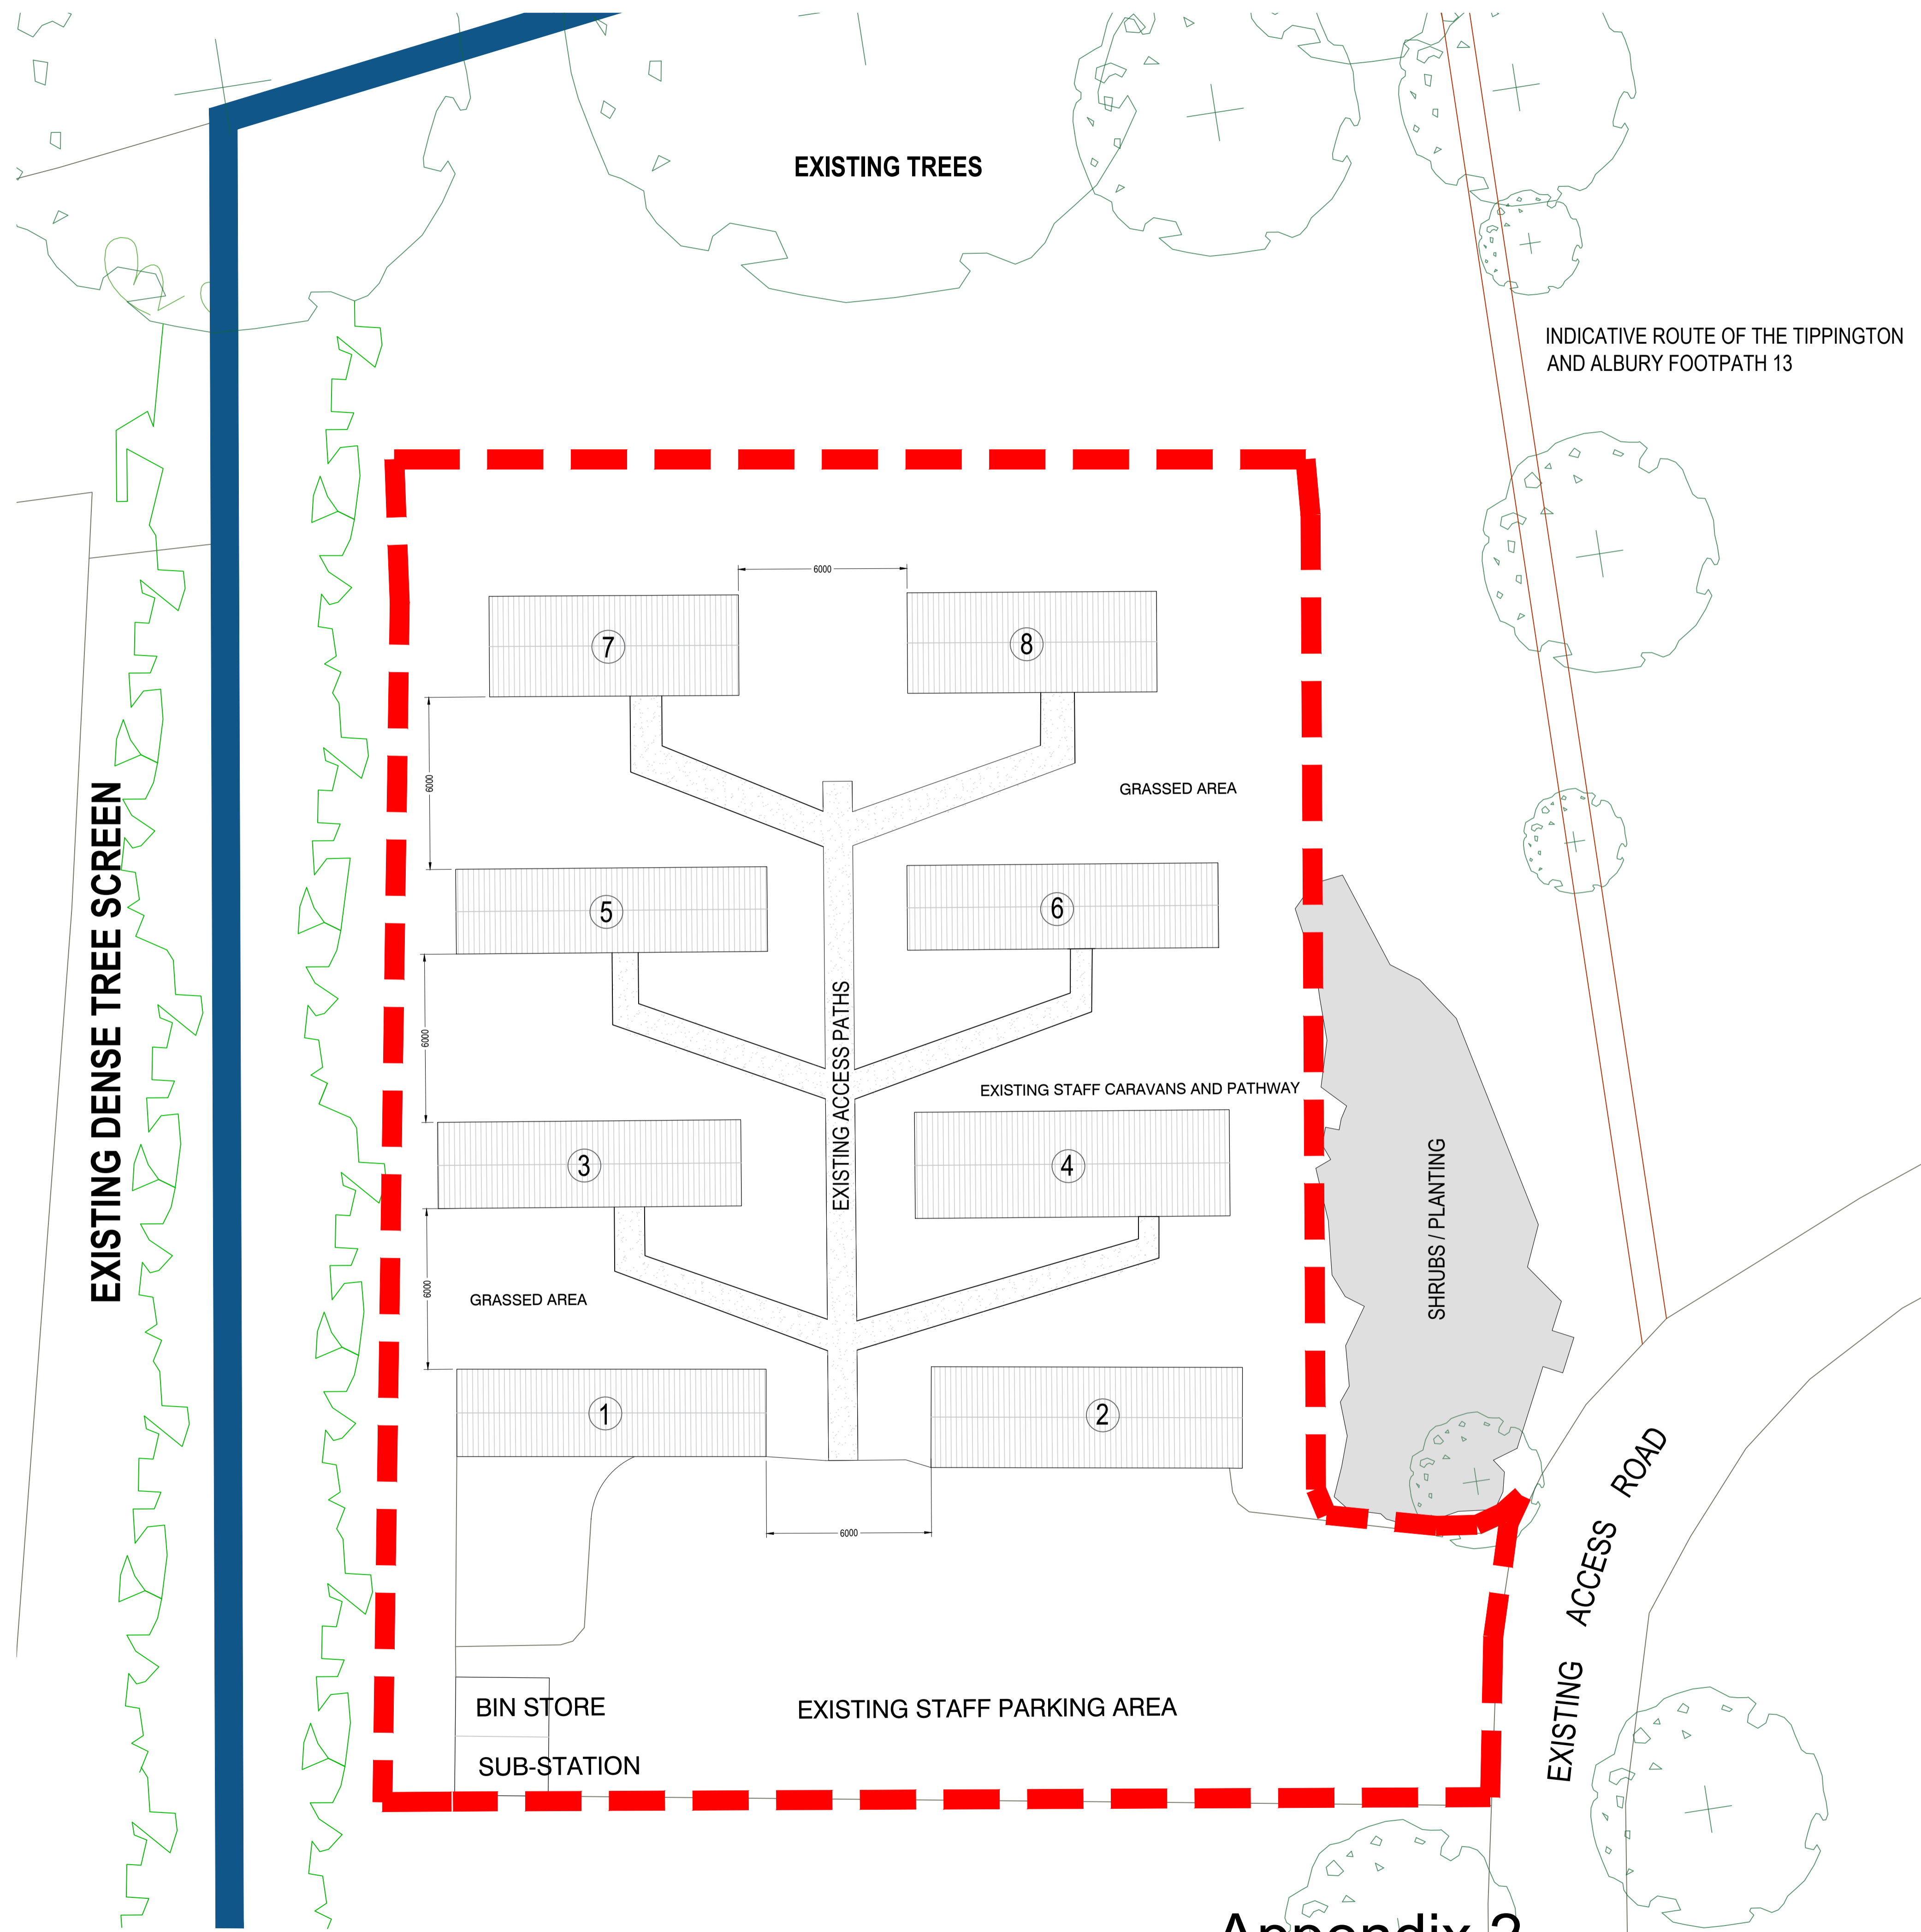 EXISTING TREES
INDICATIVE ROUTE OF THE TIPPINGTON
AND ALBURY FOOTPATH 13
6000
7
8
6000
GRASSED AREA
EXISTING DENSE TREE SCREEN
5
6
6000
EXISTING ACCESS PATHS
EXISTING STAFF CARAVANS AND PATHWAY
3
4
SHRUBS / PLANTING
6000
GRASSED AREA
1
2
6000
EXISTING ACCESS ROAD
BIN STORE
EXISTING STAFF PARKING AREA
SUB-STATION
Appendix 2